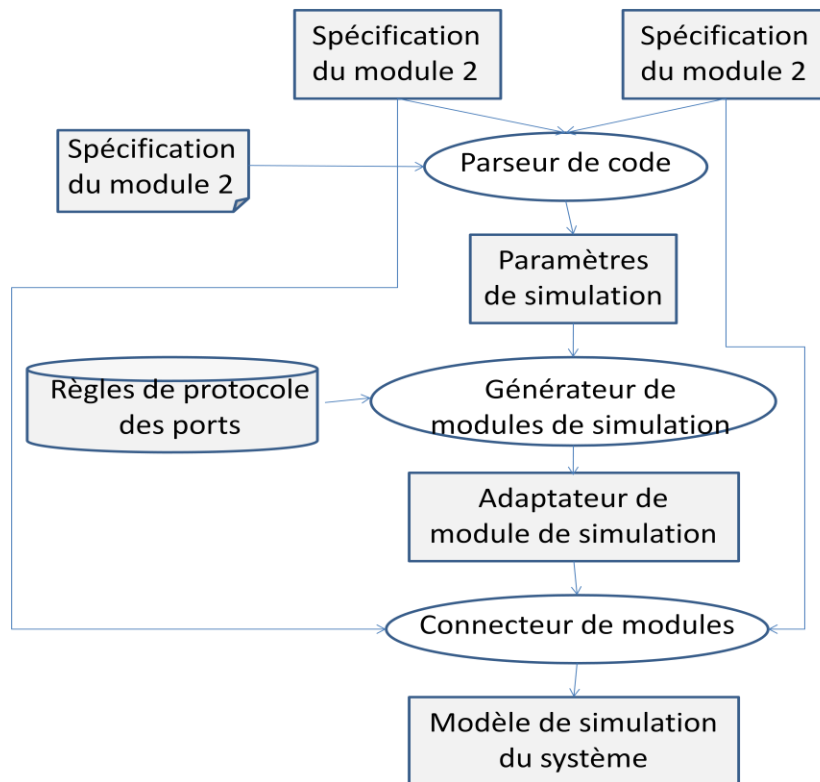 Spécification
du module 2
Spécification
du module 2
Spécification
du module 2
Parseur de code
Paramètres
de simulation
Règles de protocole
des ports
Générateur de
modules de simulation
Adaptateur de
module de simulation
Connecteur de modules
Modèle de simulation
du système